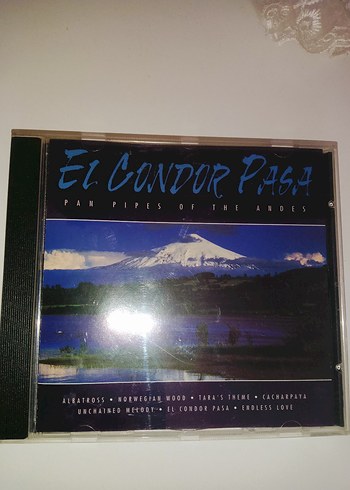 EL CONDOR PASA
PAN PIPES OF THE ANDES
ALBATROSS • NORWEGIAN WOOD • TARA'S THEME • CACHARPAYA
UNCHAINED MELODY • EL CONDOR PASA • ENDLESS LOVE